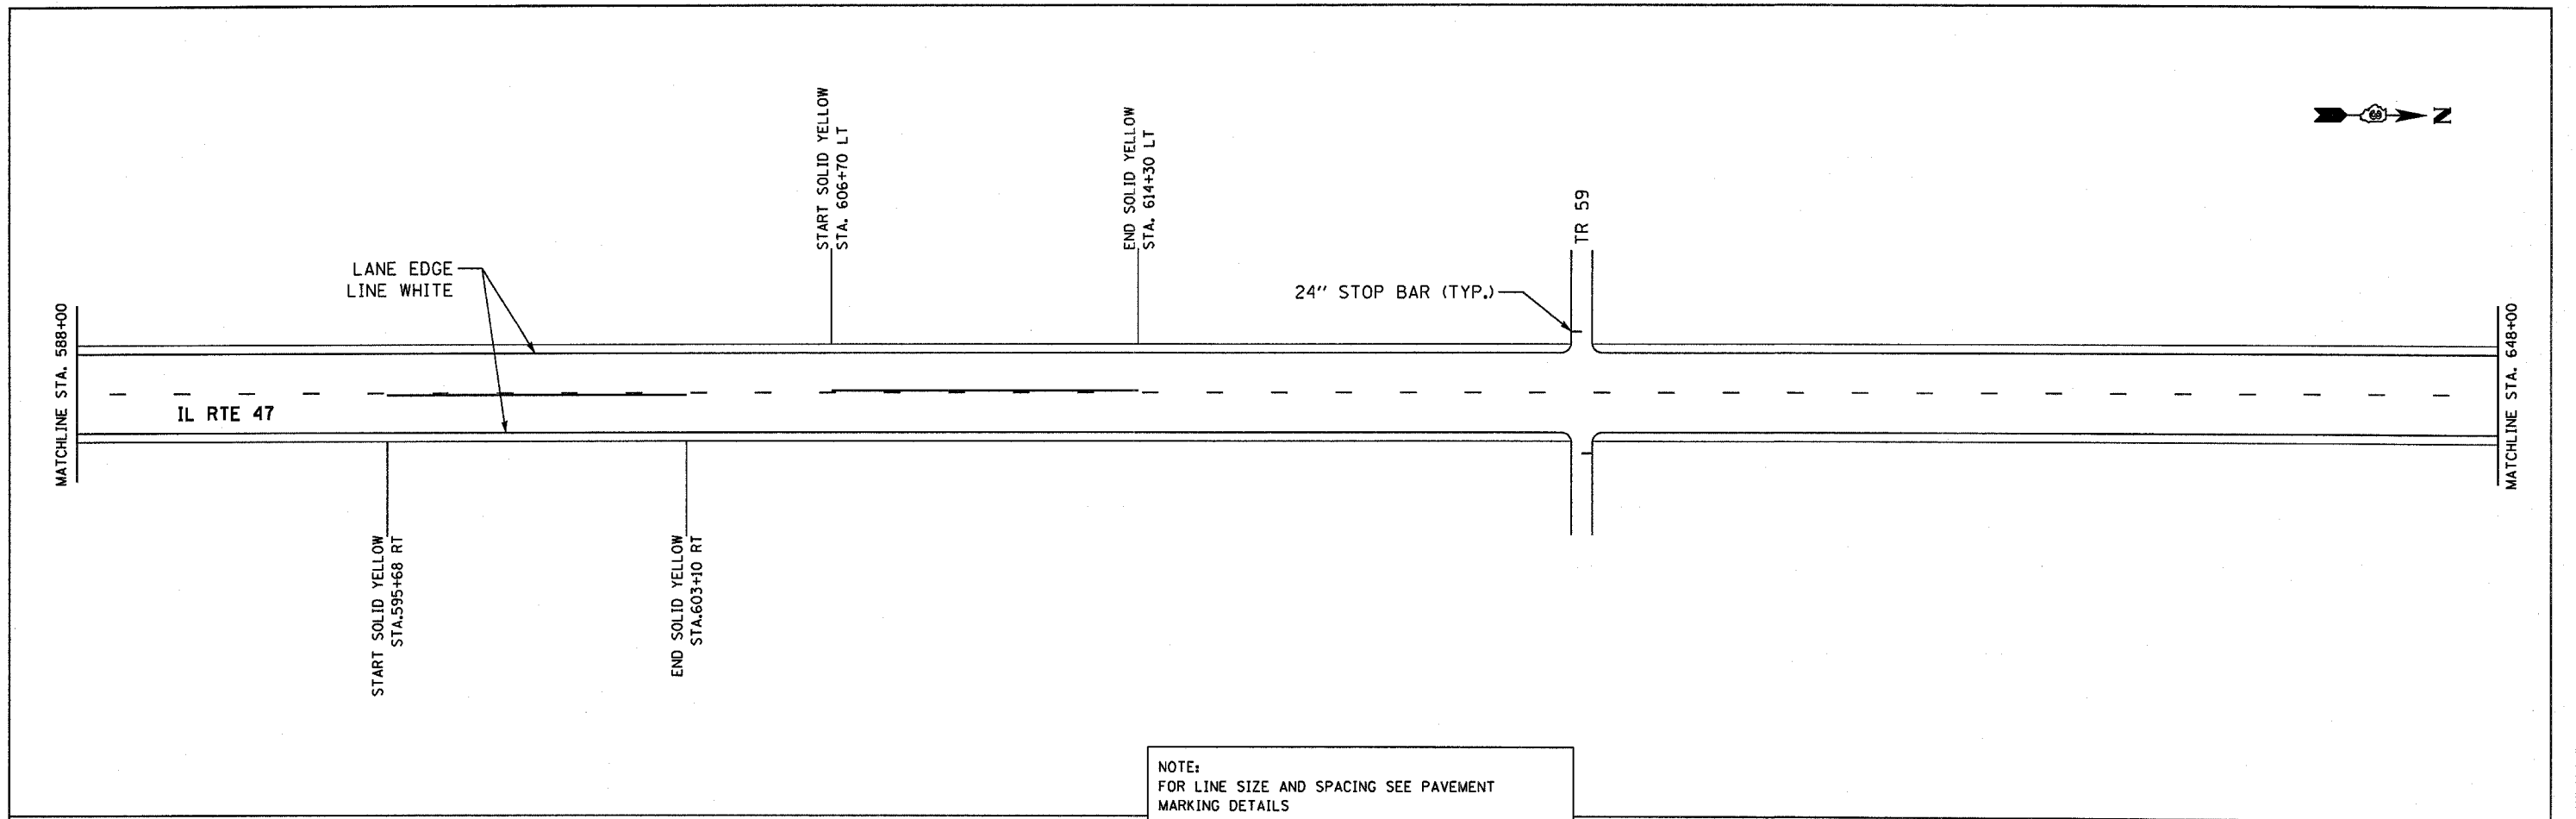 START SOLID YELLOW
STA. 606+70 LT
END SOLID YELLOW
STA. 614+30 LT
TR 59
N
LANE EDGE
LINE WHITE
24" STOP BAR (TYP.)
MATCHLINE STA. 588+00
IL RTE 47
MATCHLINE STA. 648+00
START SOLID YELLOW
STA.595+68 RT
END SOLID YELLOW
STA.603+10 RT
NOTE:
FOR LINE SIZE AND SPACING SEE PAVEMENT
MARKING DETAILS